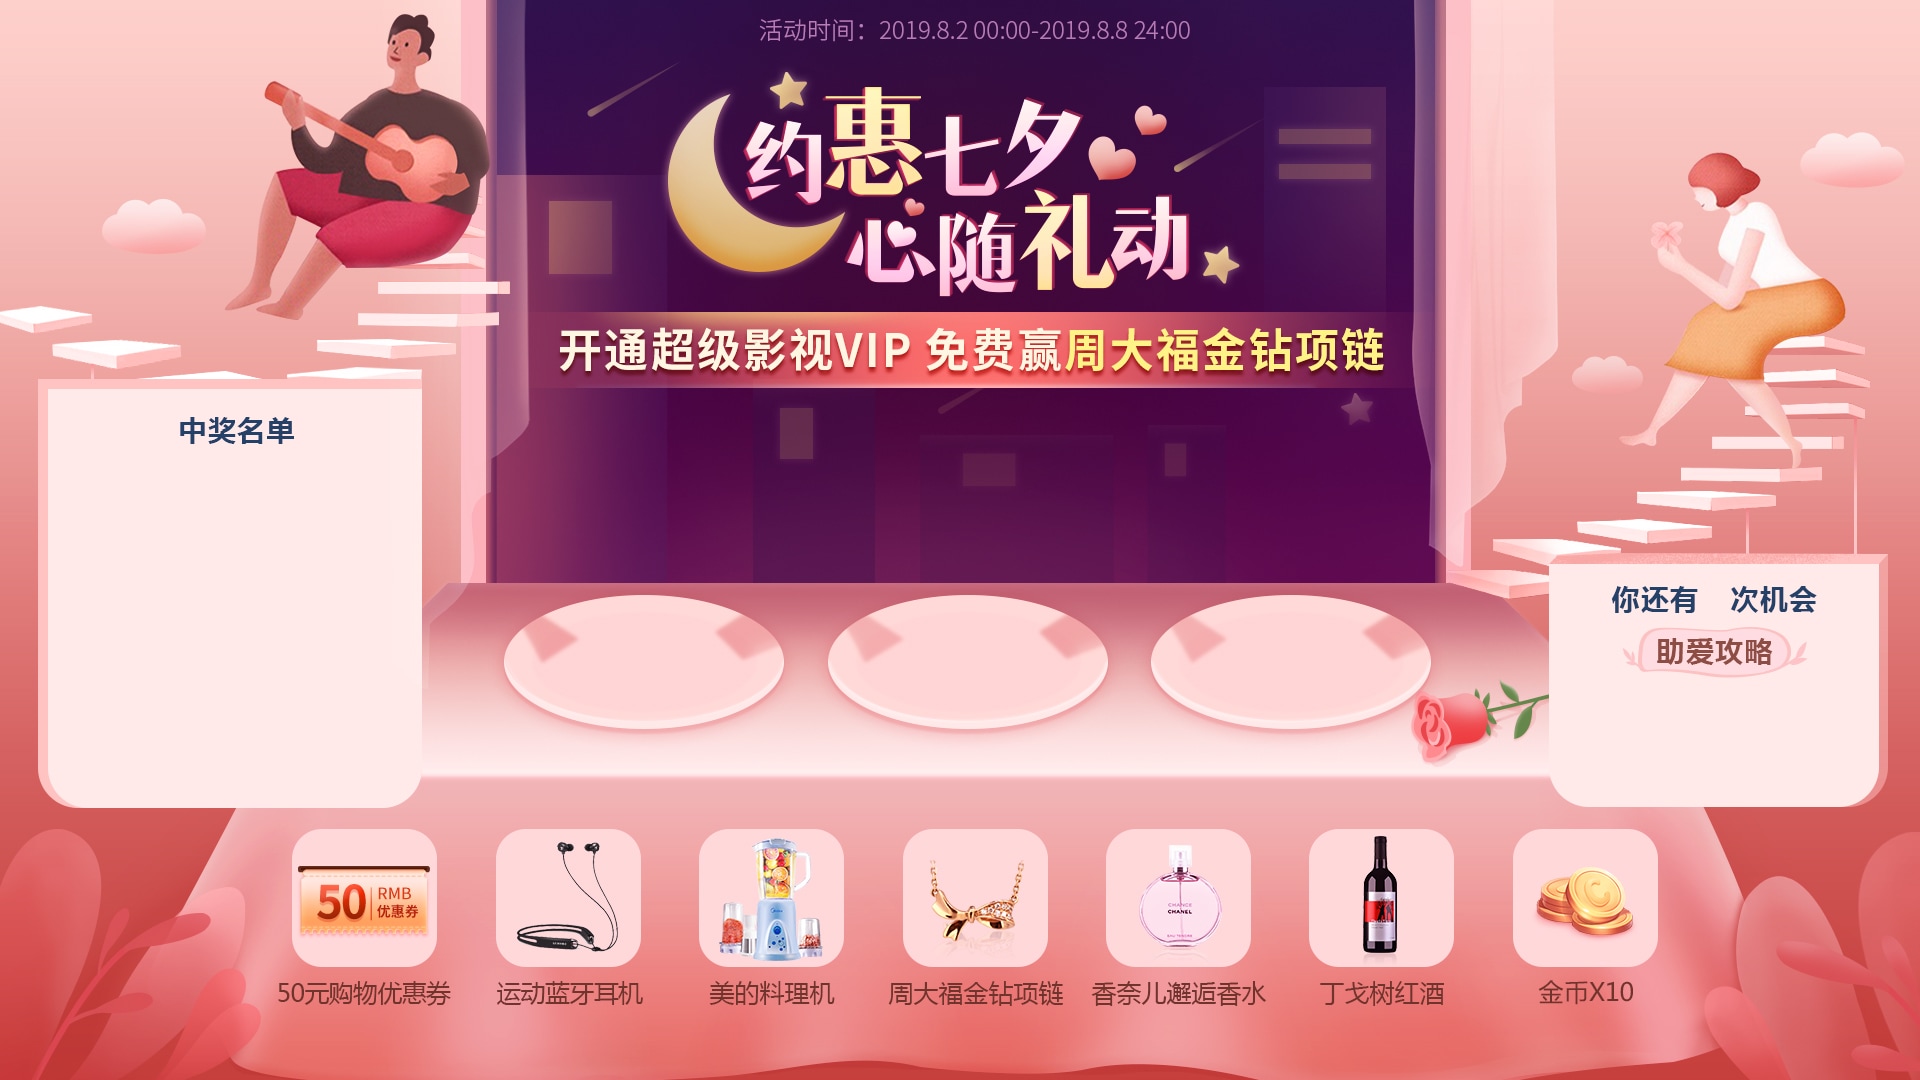 活动时间：2019.8.2 00:00-2019.8.8 24:00
约惠七夕
心随礼动
开通超级影视VIP 免费赢周大福金钻项链
中奖名单
你还有 次机会
助爱攻略
50 RMB
优惠券
CHANCE
CHANEL
50元购物优惠券
运动蓝牙耳机
美的料理机
周大福金钻项链
香奈儿邂逅香水
丁戈树红酒
金币X10